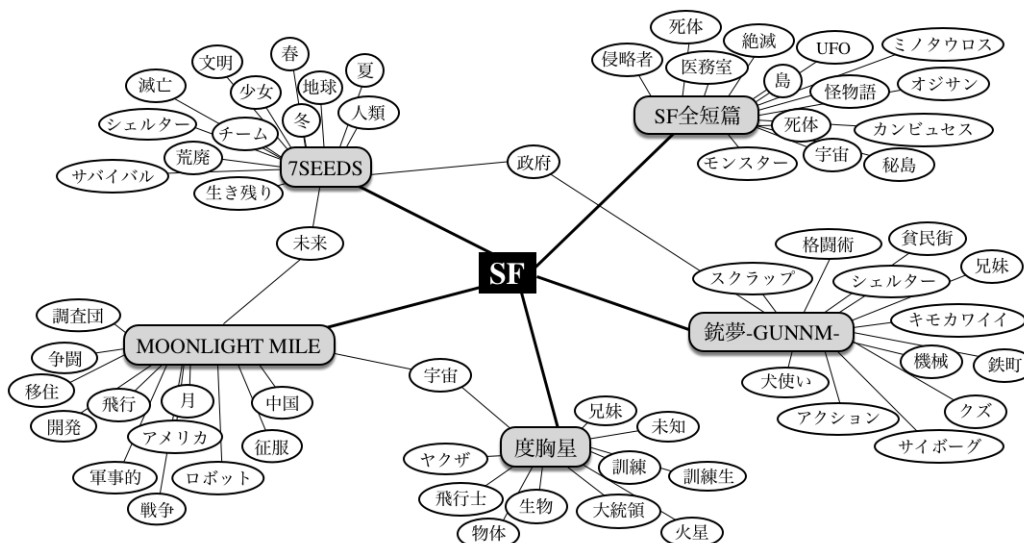 SF
7SEEDS
春
文明
地球
夏
滅亡
少女
人類
冬
シェルター
チーム
荒廃
サバイバル
生き残り
未来
政府
SF全短篇
死体
絶滅
UFO
ミノタウロス
侵略者
医務室
島
怪物語
オジサン
死体
カンビュセス
モンスター
宇宙
秘島
銃夢-GUNNM-
スクラップ
格闘術
貧民街
シェルター
兄妹
キモカワイイ
機械
鉄町
犬使い
アクション
クズ
サイボーグ
MOONLIGHT MILE
調査団
争闘
移住
開発
飛行
月
中国
アメリカ
征服
軍事的
ロボット
戦争
宇宙
度胸星
兄妹
未知
ヤクザ
訓練
訓練生
飛行士
生物
大統領
物体
火星